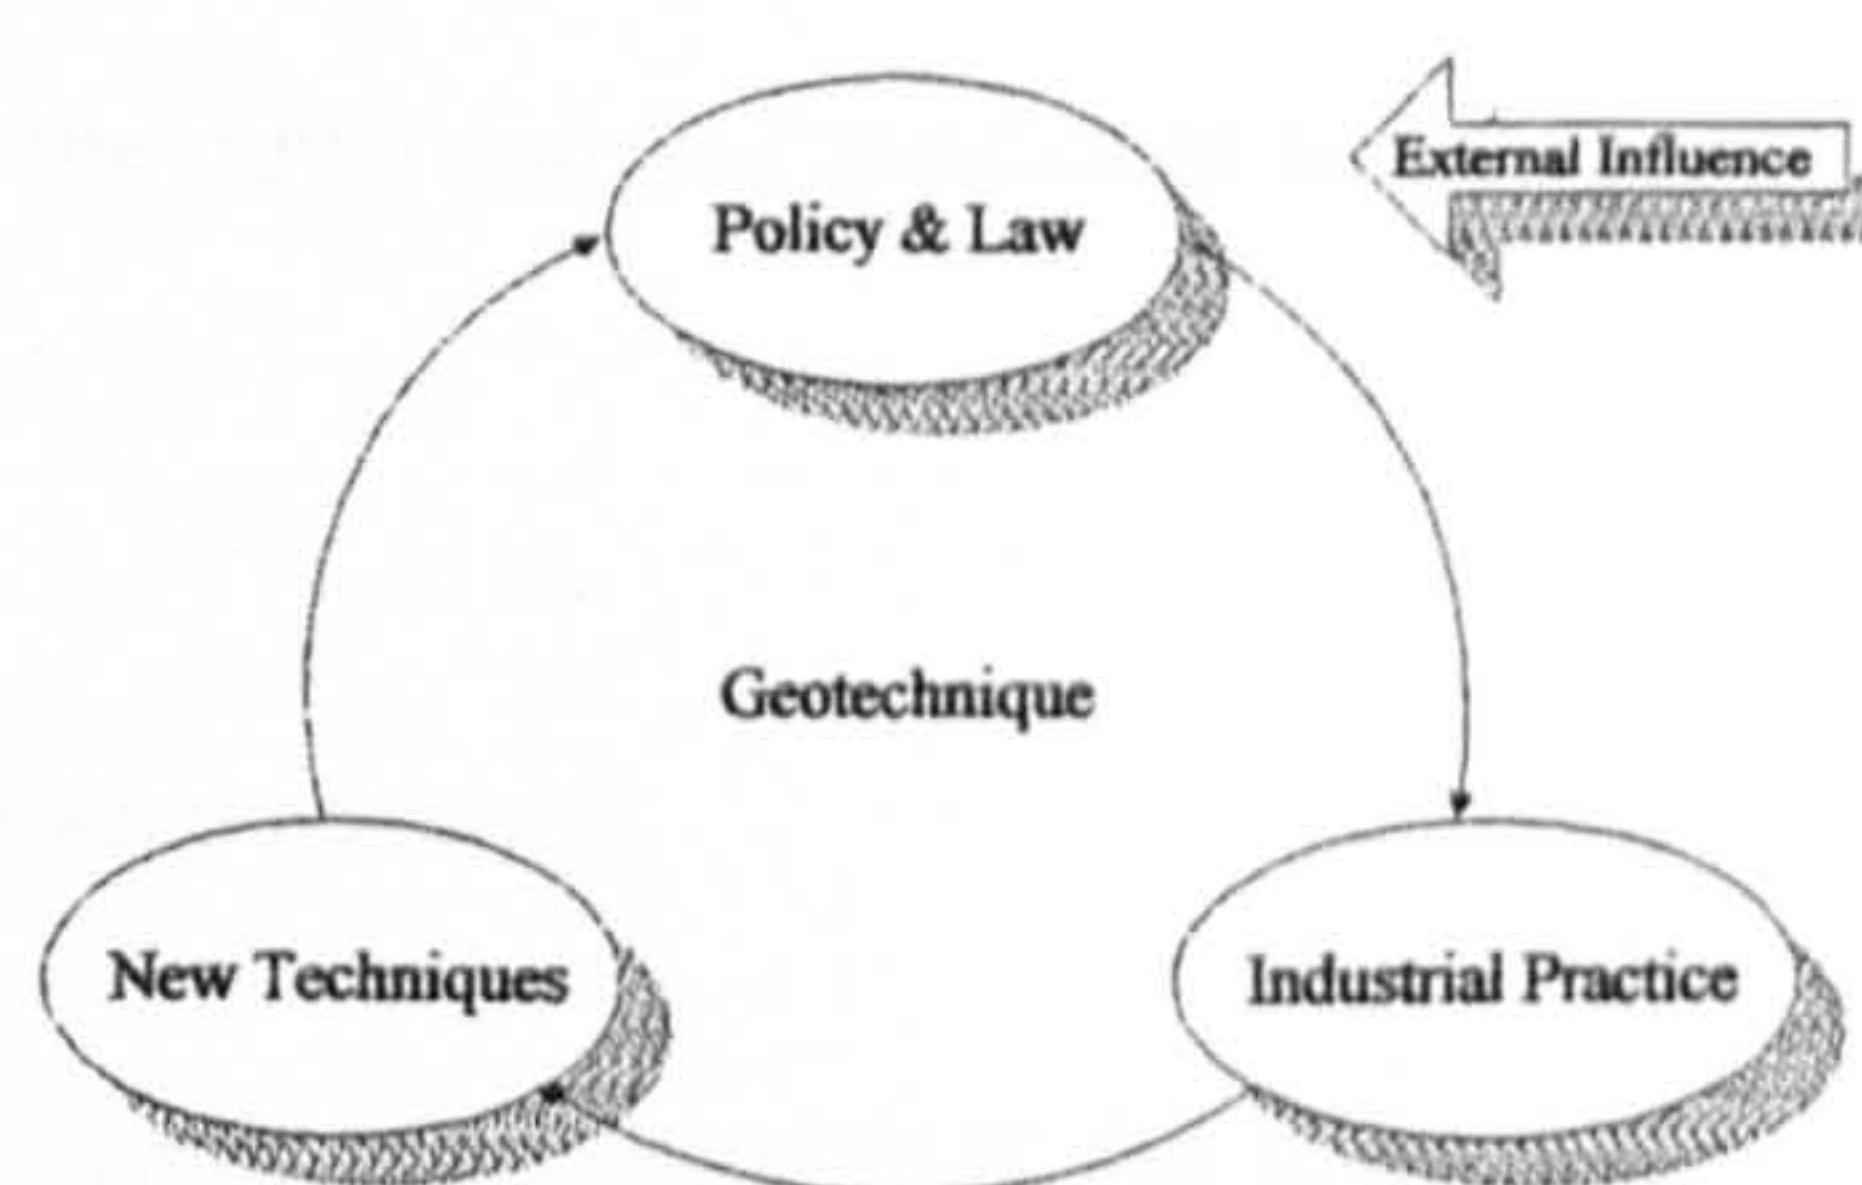 External Influence
Policy & Law
Geotechnique
New Techniques
Industrial Practice